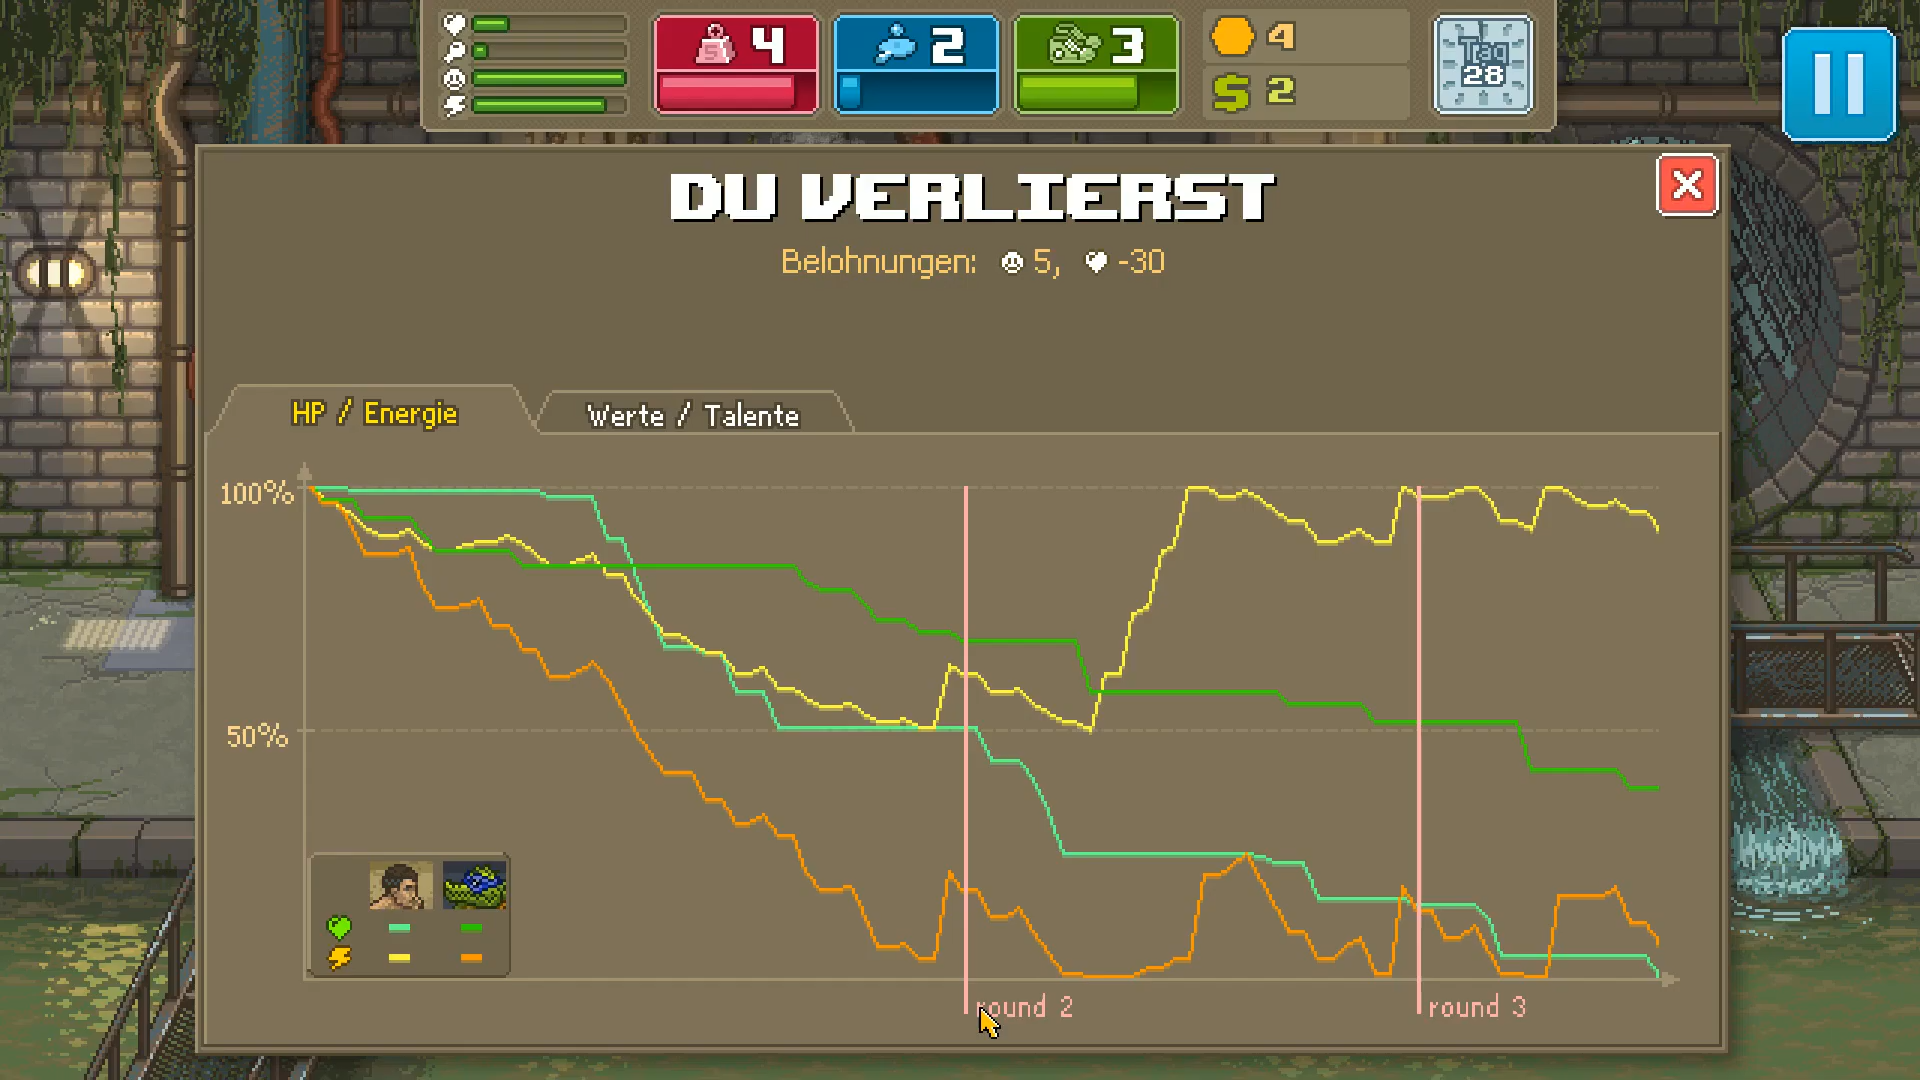 4
2
3
4
$ 2
Tag
28
DU VERLIERST
Belohnungen: 5, -30
HP / Energie
Werte / Talente
100%
50%
round 2
round 3